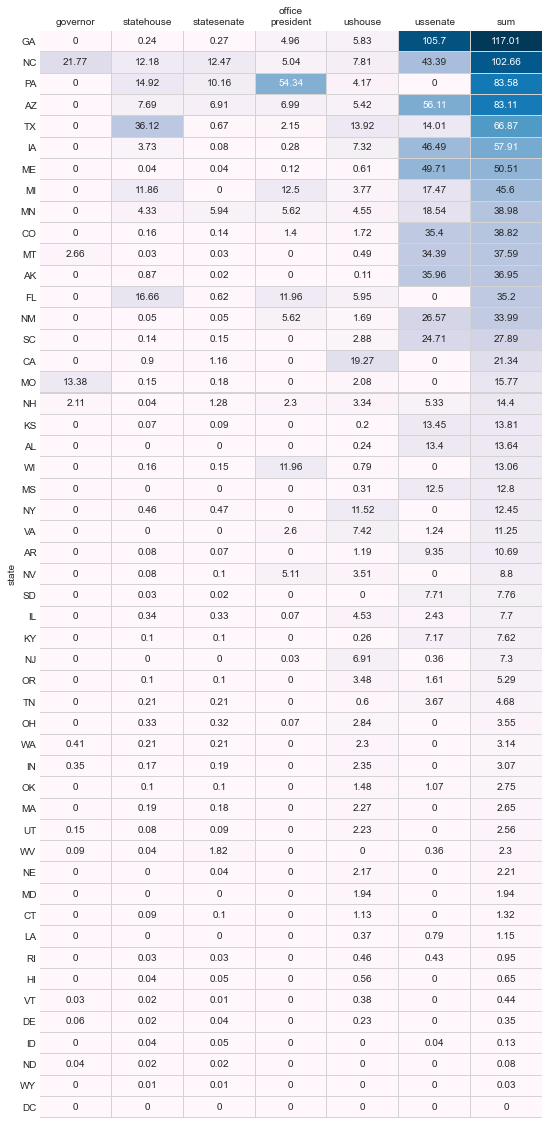 office
governor statehouse statesenate president ushouse ussenate sum
GA 0 0.24 0.27 4.96 5.83 105.7 117.01
NC 21.77 12.18 12.47 5.04 7.81 43.39 102.66
PA 0 14.92 10.16 54.34 4.17 0 83.58
AZ 0 7.69 6.91 6.99 5.42 56.11 83.11
TX 0 36.12 0.67 2.15 13.92 14.01 66.87
IA 0 3.73 0.08 0.28 7.32 46.49 57.91
ME 0 0.04 0.04 0.12 0.61 49.71 50.51
MI 0 11.86 0 12.5 3.77 17.47 45.6
MN 0 4.33 5.94 5.62 4.55 18.54 38.98
CO 0 0.16 0.14 1.4 1.72 35.4 38.82
MT 2.66 0.03 0.03 0 0.49 34.39 37.59
AK 0 0.87 0.02 0 0.11 35.96 36.95
FL 0 16.66 0.62 11.96 5.95 0 35.2
NM 0 0.05 0.05 5.62 1.69 26.57 33.99
SC 0 0.14 0.15 0 2.88 24.71 27.89
CA 0 0.9 1.16 0 19.27 0 21.34
MO 13.38 0.15 0.18 0 2.08 0 15.77
NH 2.11 0.04 1.28 2.3 3.34 5.33 14.4
KS 0 0.07 0.09 0 0.2 13.45 13.81
AL 0 0 0 0 0.24 13.4 13.64
WI 0 0.16 0.15 11.96 0.79 0 13.06
MS 0 0 0 0 0.31 12.5 12.8
NY 0 0.46 0.47 0 11.52 0 12.45
VA 0 0 0 2.6 7.42 1.24 11.25
AR 0 0.08 0.07 0 1.19 9.35 10.69
state
NV 0 0.08 0.1 5.11 3.51 0 8.8
SD 0 0.03 0.02 0 0 7.71 7.76
IL 0 0.34 0.33 0.07 4.53 2.43 7.7
KY 0 0.1 0.1 0 0.26 7.17 7.62
NJ 0 0 0 0.03 6.91 0.36 7.3
OR 0 0.1 0.1 0 3.48 1.61 5.29
TN 0 0.21 0.21 0 0.6 3.67 4.68
OH 0 0.33 0.32 0.07 2.84 0 3.55
WA 0.41 0.21 0.21 0 2.3 0 3.14
IN 0.35 0.17 0.19 0 2.35 0 3.07
OK 0 0.1 0.1 0 1.48 1.07 2.75
MA 0 0.19 0.18 0 2.27 0 2.65
UT 0.15 0.08 0.09 0 2.23 0 2.56
WV 0.09 0.04 1.82 0 0 0.36 2.3
NE 0 0 0.04 0 2.17 0 2.21
MD 0 0 0 0 1.94 0 1.94
CT 0 0.09 0.1 0 1.13 0 1.32
LA 0 0 0 0 0.37 0.79 1.15
RI 0 0.03 0.03 0 0.46 0.43 0.95
HI 0 0.04 0.05 0 0.56 0 0.65
VT 0.03 0.02 0.01 0 0.38 0 0.44
DE 0.06 0.02 0.04 0 0.23 0 0.35
ID 0 0.04 0.05 0 0 0.04 0.13
ND 0.04 0.02 0.02 0 0 0 0.08
WY 0 0.01 0.01 0 0 0 0.03
DC 0 0 0 0 0 0 0